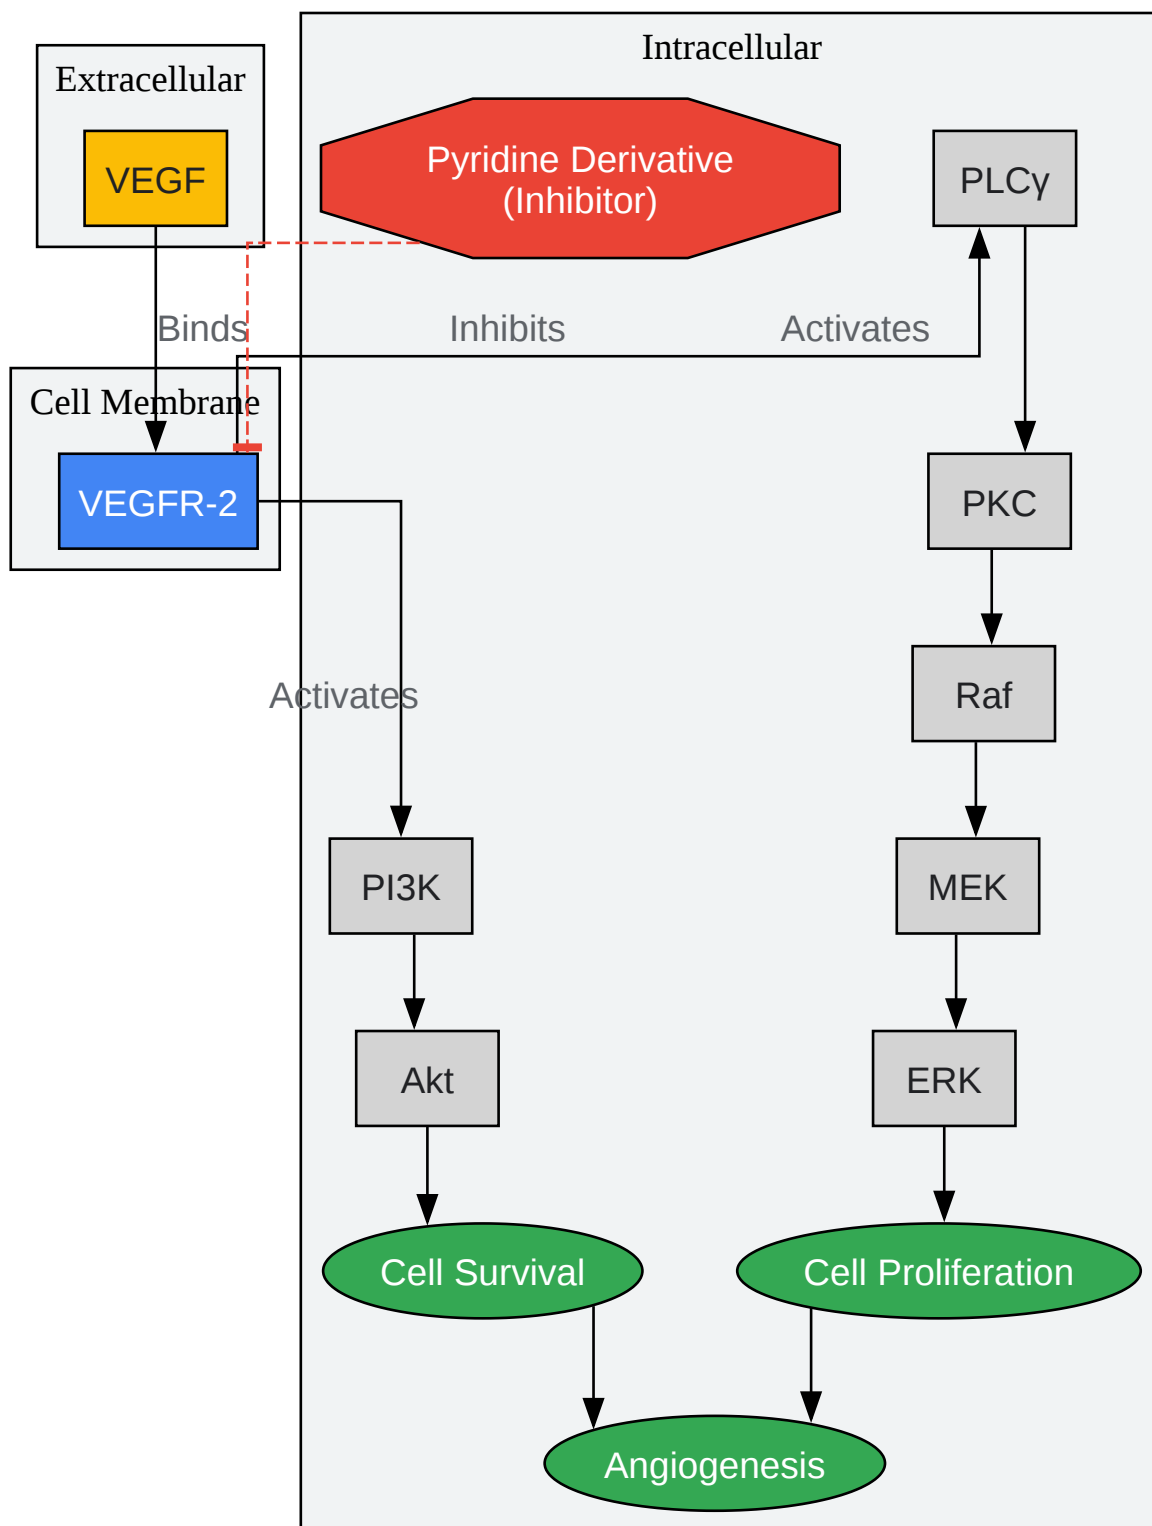 Intracellular
Extracellular
VEGF
Pyridine Derivative
(Inhibitor)
PLCγ
Binds
Inhibits
Activates
Cell Membrane
VEGFR-2
PKC
Activates
Raf
PI3K
MEK
Akt
ERK
Cell Survival
Cell Proliferation
Angiogenesis